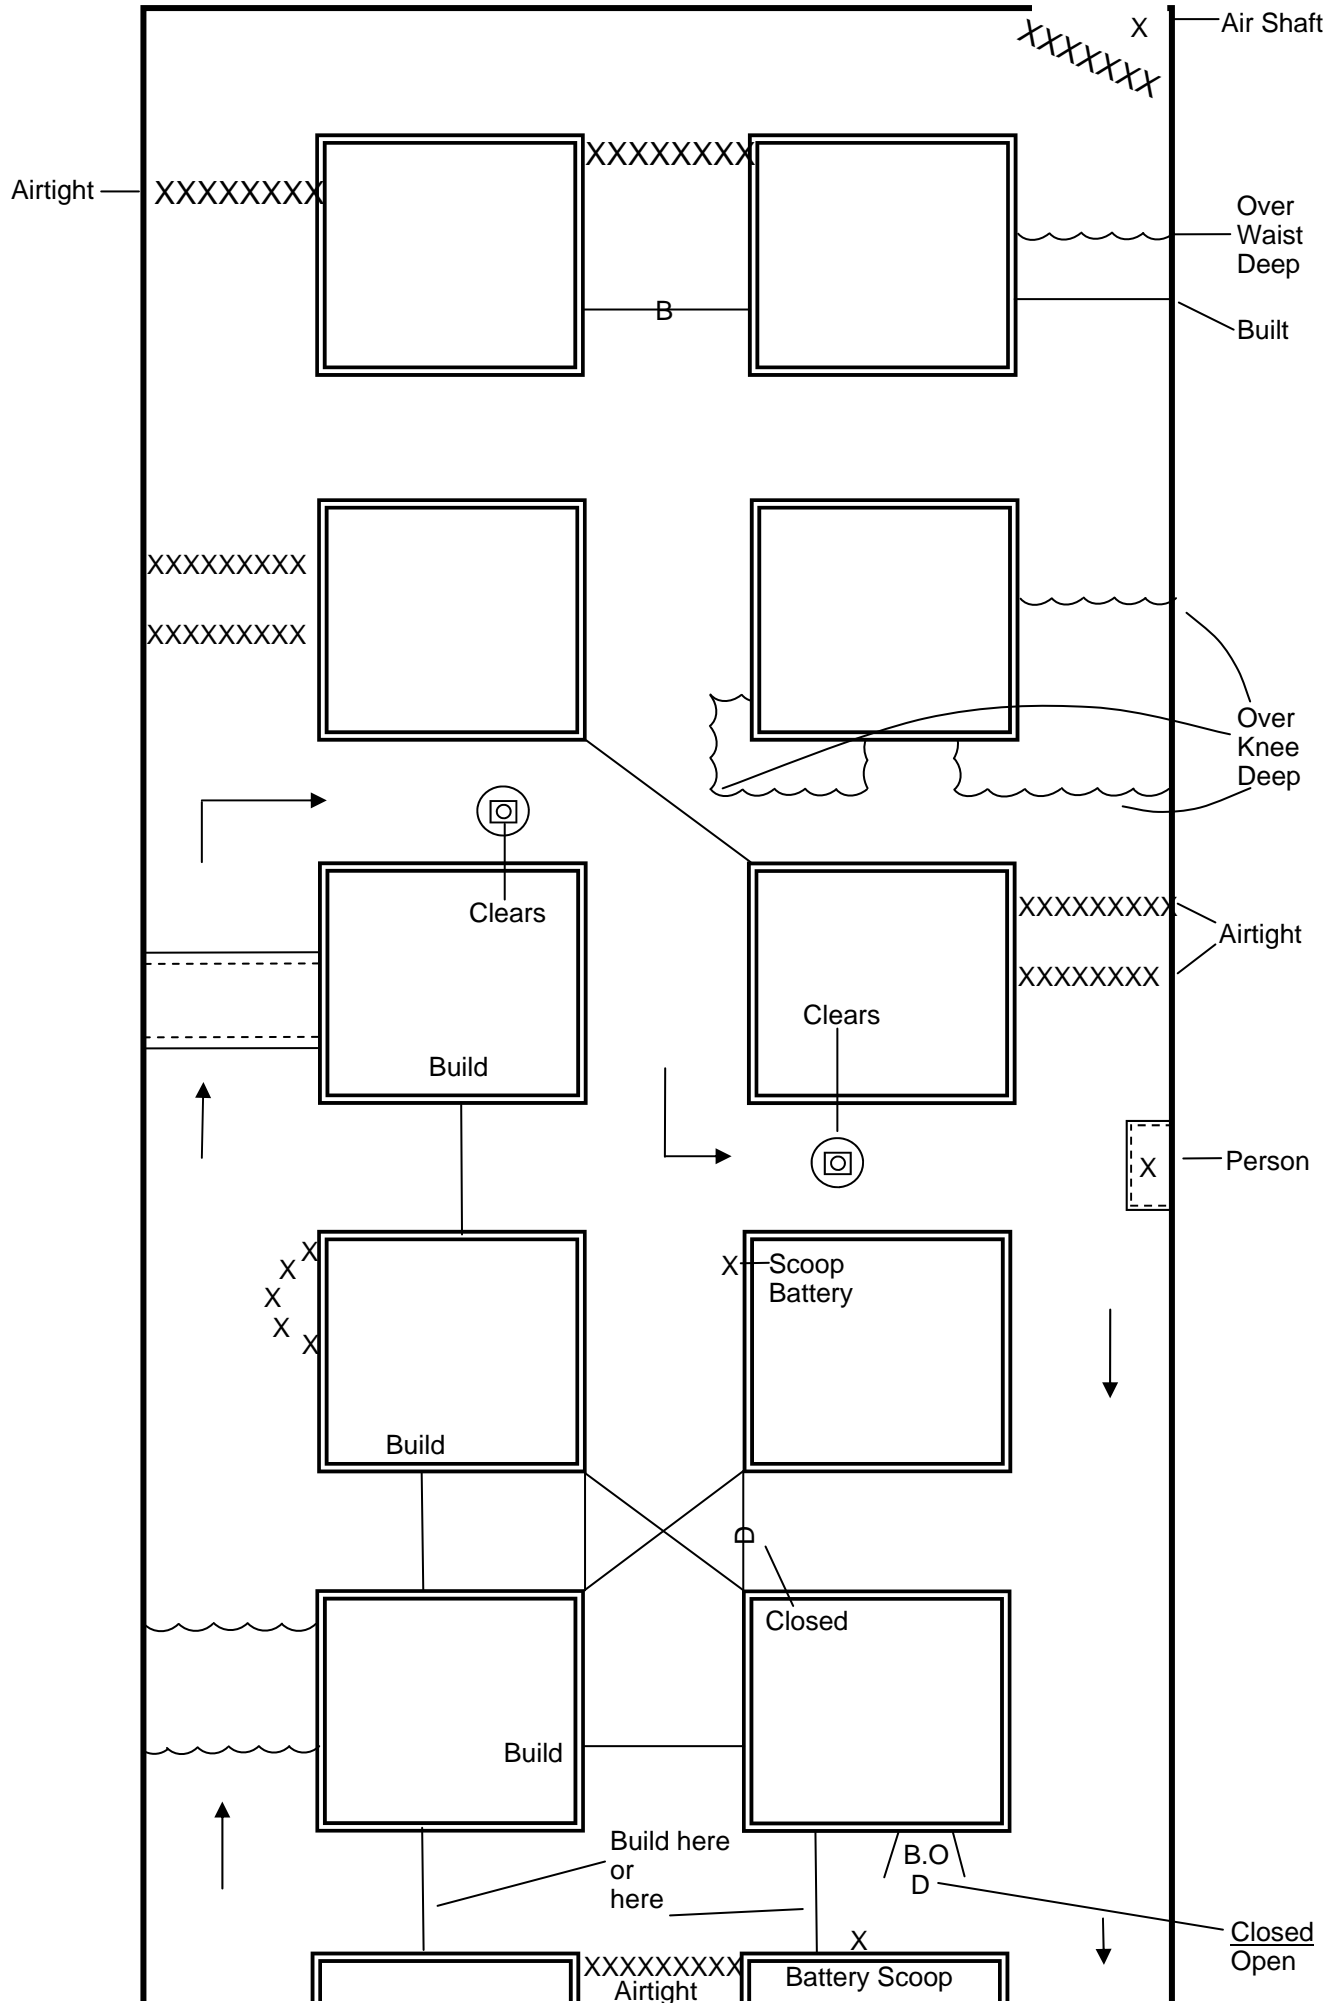 X
Air Shaft
XXXXXXX
XXXXXXXX
Airtight
XXXXXXXX
Over
Waist
Deep
B
Built
XXXXXXXXX
XXXXXXXXX
Over
Knee
Deep
Clears
XXXXXXXXX
Airtight
XXXXXXXX
Clears
Build
X
Person
X
X
X
X
X
X
Scoop
Battery
Build
D
Closed
Build
Build here
or
here
B.O
D
Closed
Open
X
XXXXXXXXX
Airtight
Battery Scoop